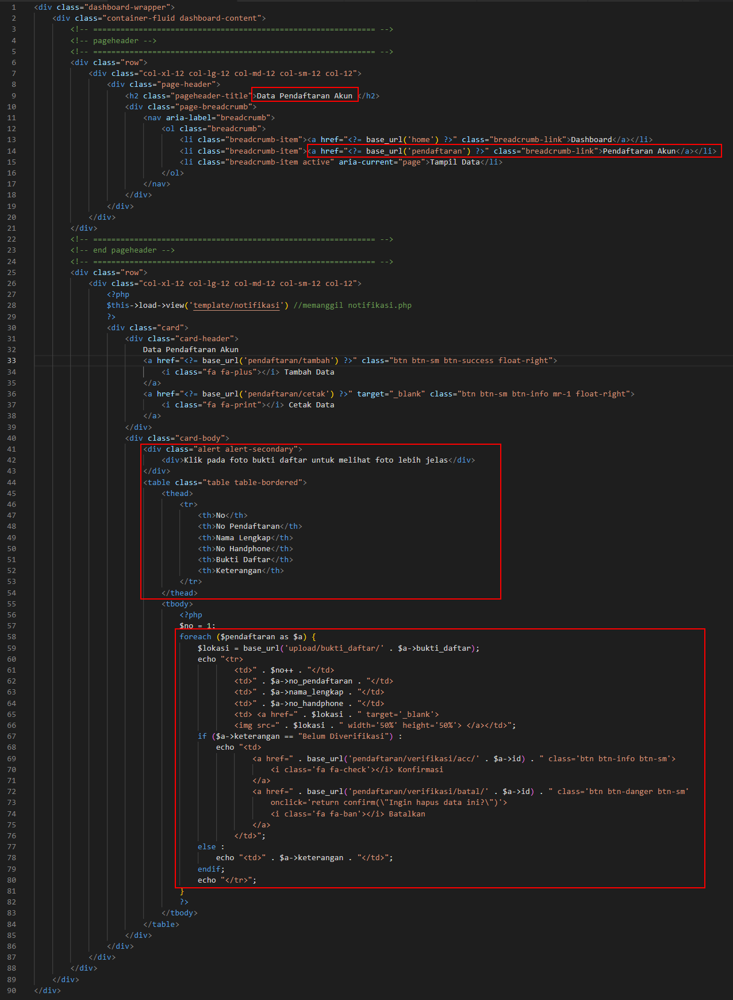 1 <div class="dashboard-wrapper">
2 <div class="container-fluid dashboard-content">
3 <!-- ============================================================== -->
4 <!-- pageheader -->
5 <!-- ============================================================== -->
6 <div class="row">
7 <div class="col-xl-12 col-lg-12 col-md-12 col-sm-12 col-12">
8 <div class="page-header">
9 <h2 class="pageheader-title">Data Pendaftaran Akun </h2>
10 <div class="page-breadcrumb">
11 <nav aria-label="breadcrumb">
12 <ol class="breadcrumb">
13 <li class="breadcrumb-item"><a href="<?= base_url('home') ?>" class="breadcrumb-link">Dashboard</a></li>
14 <li class="breadcrumb-item"><a href="<?= base_url('pendaftaran') ?>" class="breadcrumb-link">Pendaftaran Akun</a></li>
15 <li class="breadcrumb-item active" aria-current="page">Tampil Data</li>
16 </ol>
17 </nav>
18 </div>
19 </div>
20 </div>
21 </div>
22 <!-- ============================================================== -->
23 <!-- end pageheader -->
24 <!-- ============================================================== -->
25 <div class="row">
26 <div class="col-xl-12 col-lg-12 col-md-12 col-sm-12 col-12">
27 <?php
28 $this->load->view('template/notifikasi') //memanggil notifikasi.php
29 ?>
30 <div class="card">
31 <div class="card-header">
32 Data Pendaftaran Akun
33 <a href="<?= base_url('pendaftaran/tambah') ?>" class="btn btn-sm btn-success float-right">
34 <i class="fa fa-plus"></i> Tambah Data
35 </a>
36 <a href="<?= base_url('pendaftaran/cetak') ?>" target="_blank" class="btn btn-sm btn-info mr-1 float-right">
37 <i class="fa fa-print"></i> Cetak Data
38 </a>
39 </div>
40 <div class="card-body">
41 <div class="alert alert-secondary">
42 <div>Klik pada foto bukti daftar untuk melihat foto lebih jelas</div>
43 </div>
44 <table class="table table-bordered">
45 <thead>
46 <tr>
47 <th>No</th>
48 <th>No Pendaftaran</th>
49 <th>Nama Lengkap</th>
50 <th>No Handphone</th>
51 <th>Bukti Daftar</th>
52 <th>Keterangan</th>
53 </tr>
54 </thead>
55 <tbody>
56 <?php
57 $no = 1;
58 foreach ($pendaftaran as $a) {
59 $lokasi = base_url('upload/bukti_daftar/' . $a->bukti_daftar);
60 echo "<tr>
61 <td>" . $no++ . "</td>
62 <td>" . $a->no_pendaftaran . "</td>
63 <td>" . $a->nama_lengkap . "</td>
64 <td>" . $a->no_handphone . "</td>
65 <td> <a href=" . $lokasi . " target='_blank'>
66 <img src=" . $lokasi . " width='50%' height='50%'> </a></td>";
67 if ($a->keterangan == "Belum Diverifikasi") :
68 echo "<td>
69 <a href=" . base_url('pendaftaran/verifikasi/acc/' . $a->id) . " class='btn btn-info btn-sm'>
70 <i class='fa fa-check'></i> Konfirmasi
71 </a>
72 <a href=" . base_url('pendaftaran/verifikasi/batal/' . $a->id) . " class='btn btn-danger btn-sm'
73 onclick='return confirm(\"Ingin hapus data ini?\")'>
74 <i class='fa fa-ban'></i> Batalkan
75 </a>
76 </td>";
77 else :
78 echo "<td>" . $a->keterangan . "</td>";
79 endif;
80 echo "</tr>";
81 }
82 ?>
83 </tbody>
84 </table>
85 </div>
86 </div>
87 </div>
88 </div>
89 </div>
90 </div>